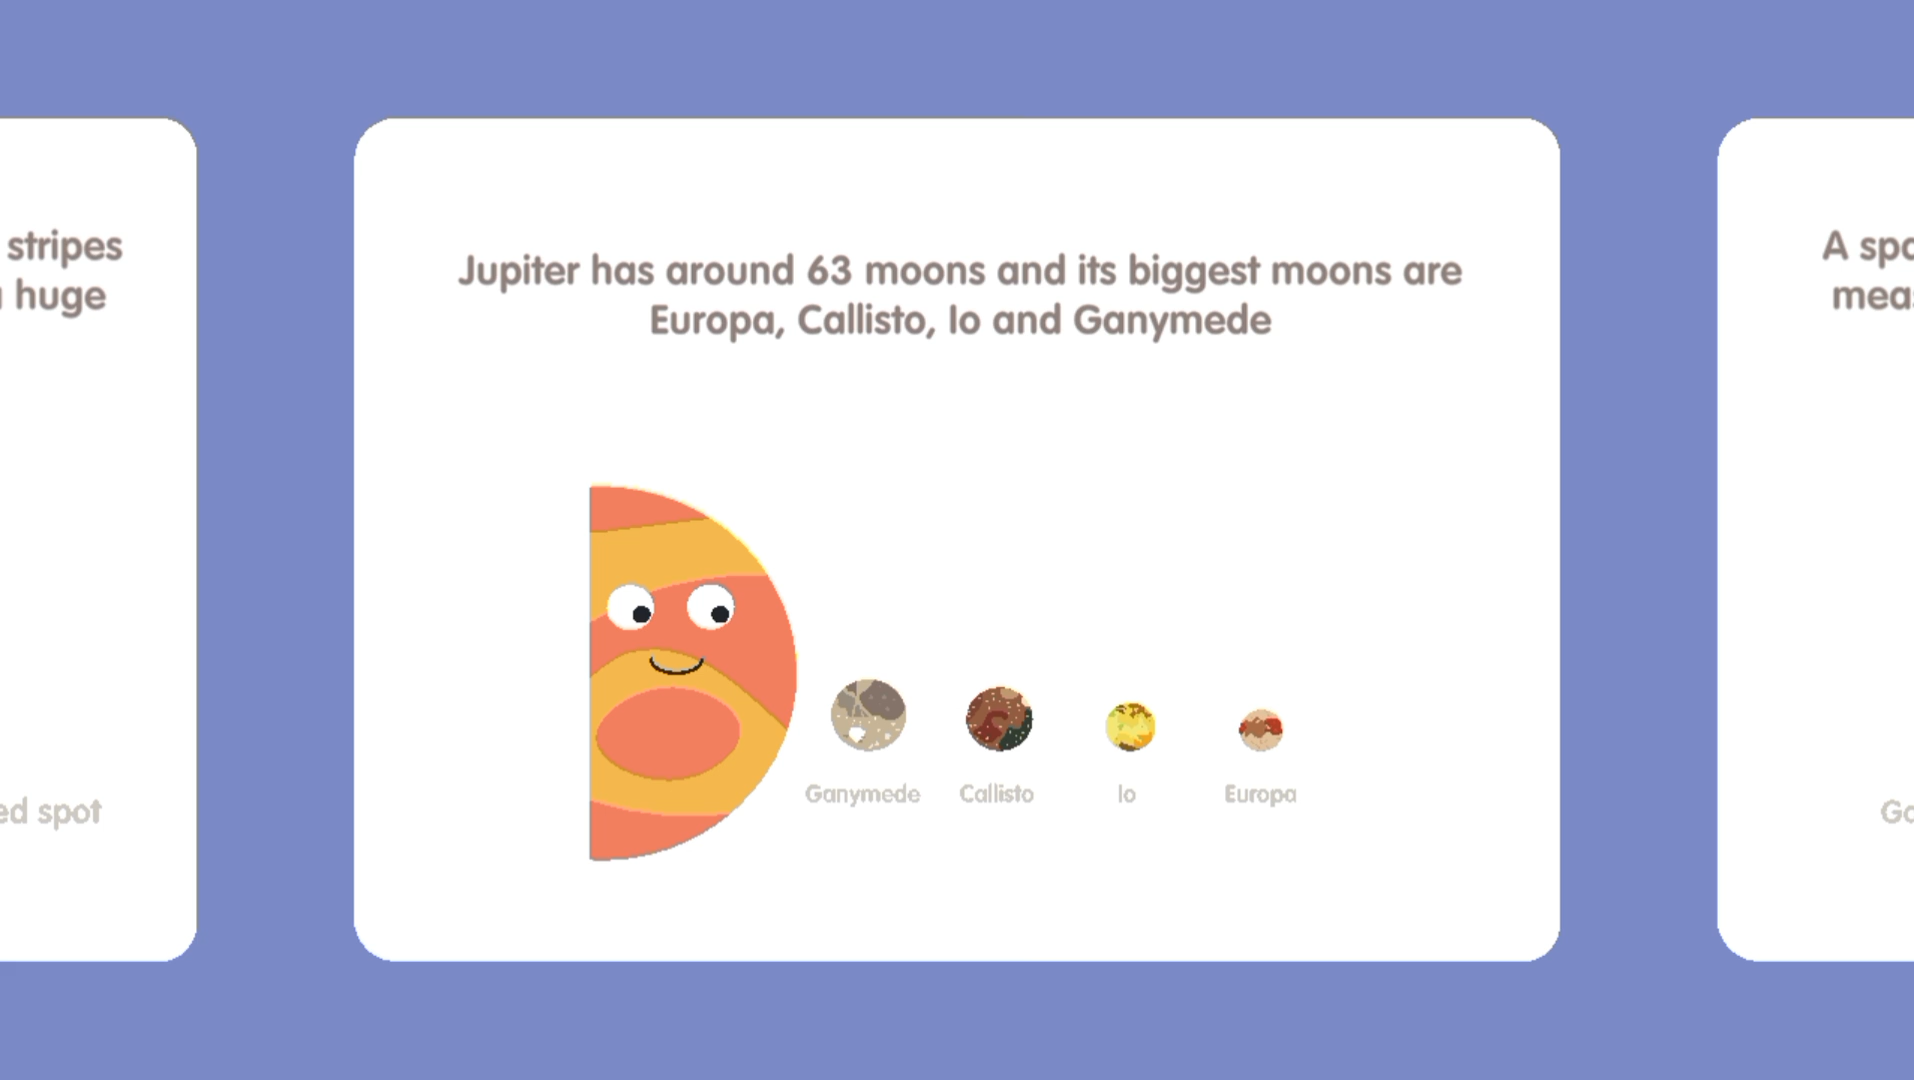 stripes
huge
ed spot
Jupiter has around 63 moons and its biggest moons are
Europa, Callisto, Io and Ganymede
Ganymede Callisto Io Europa
A